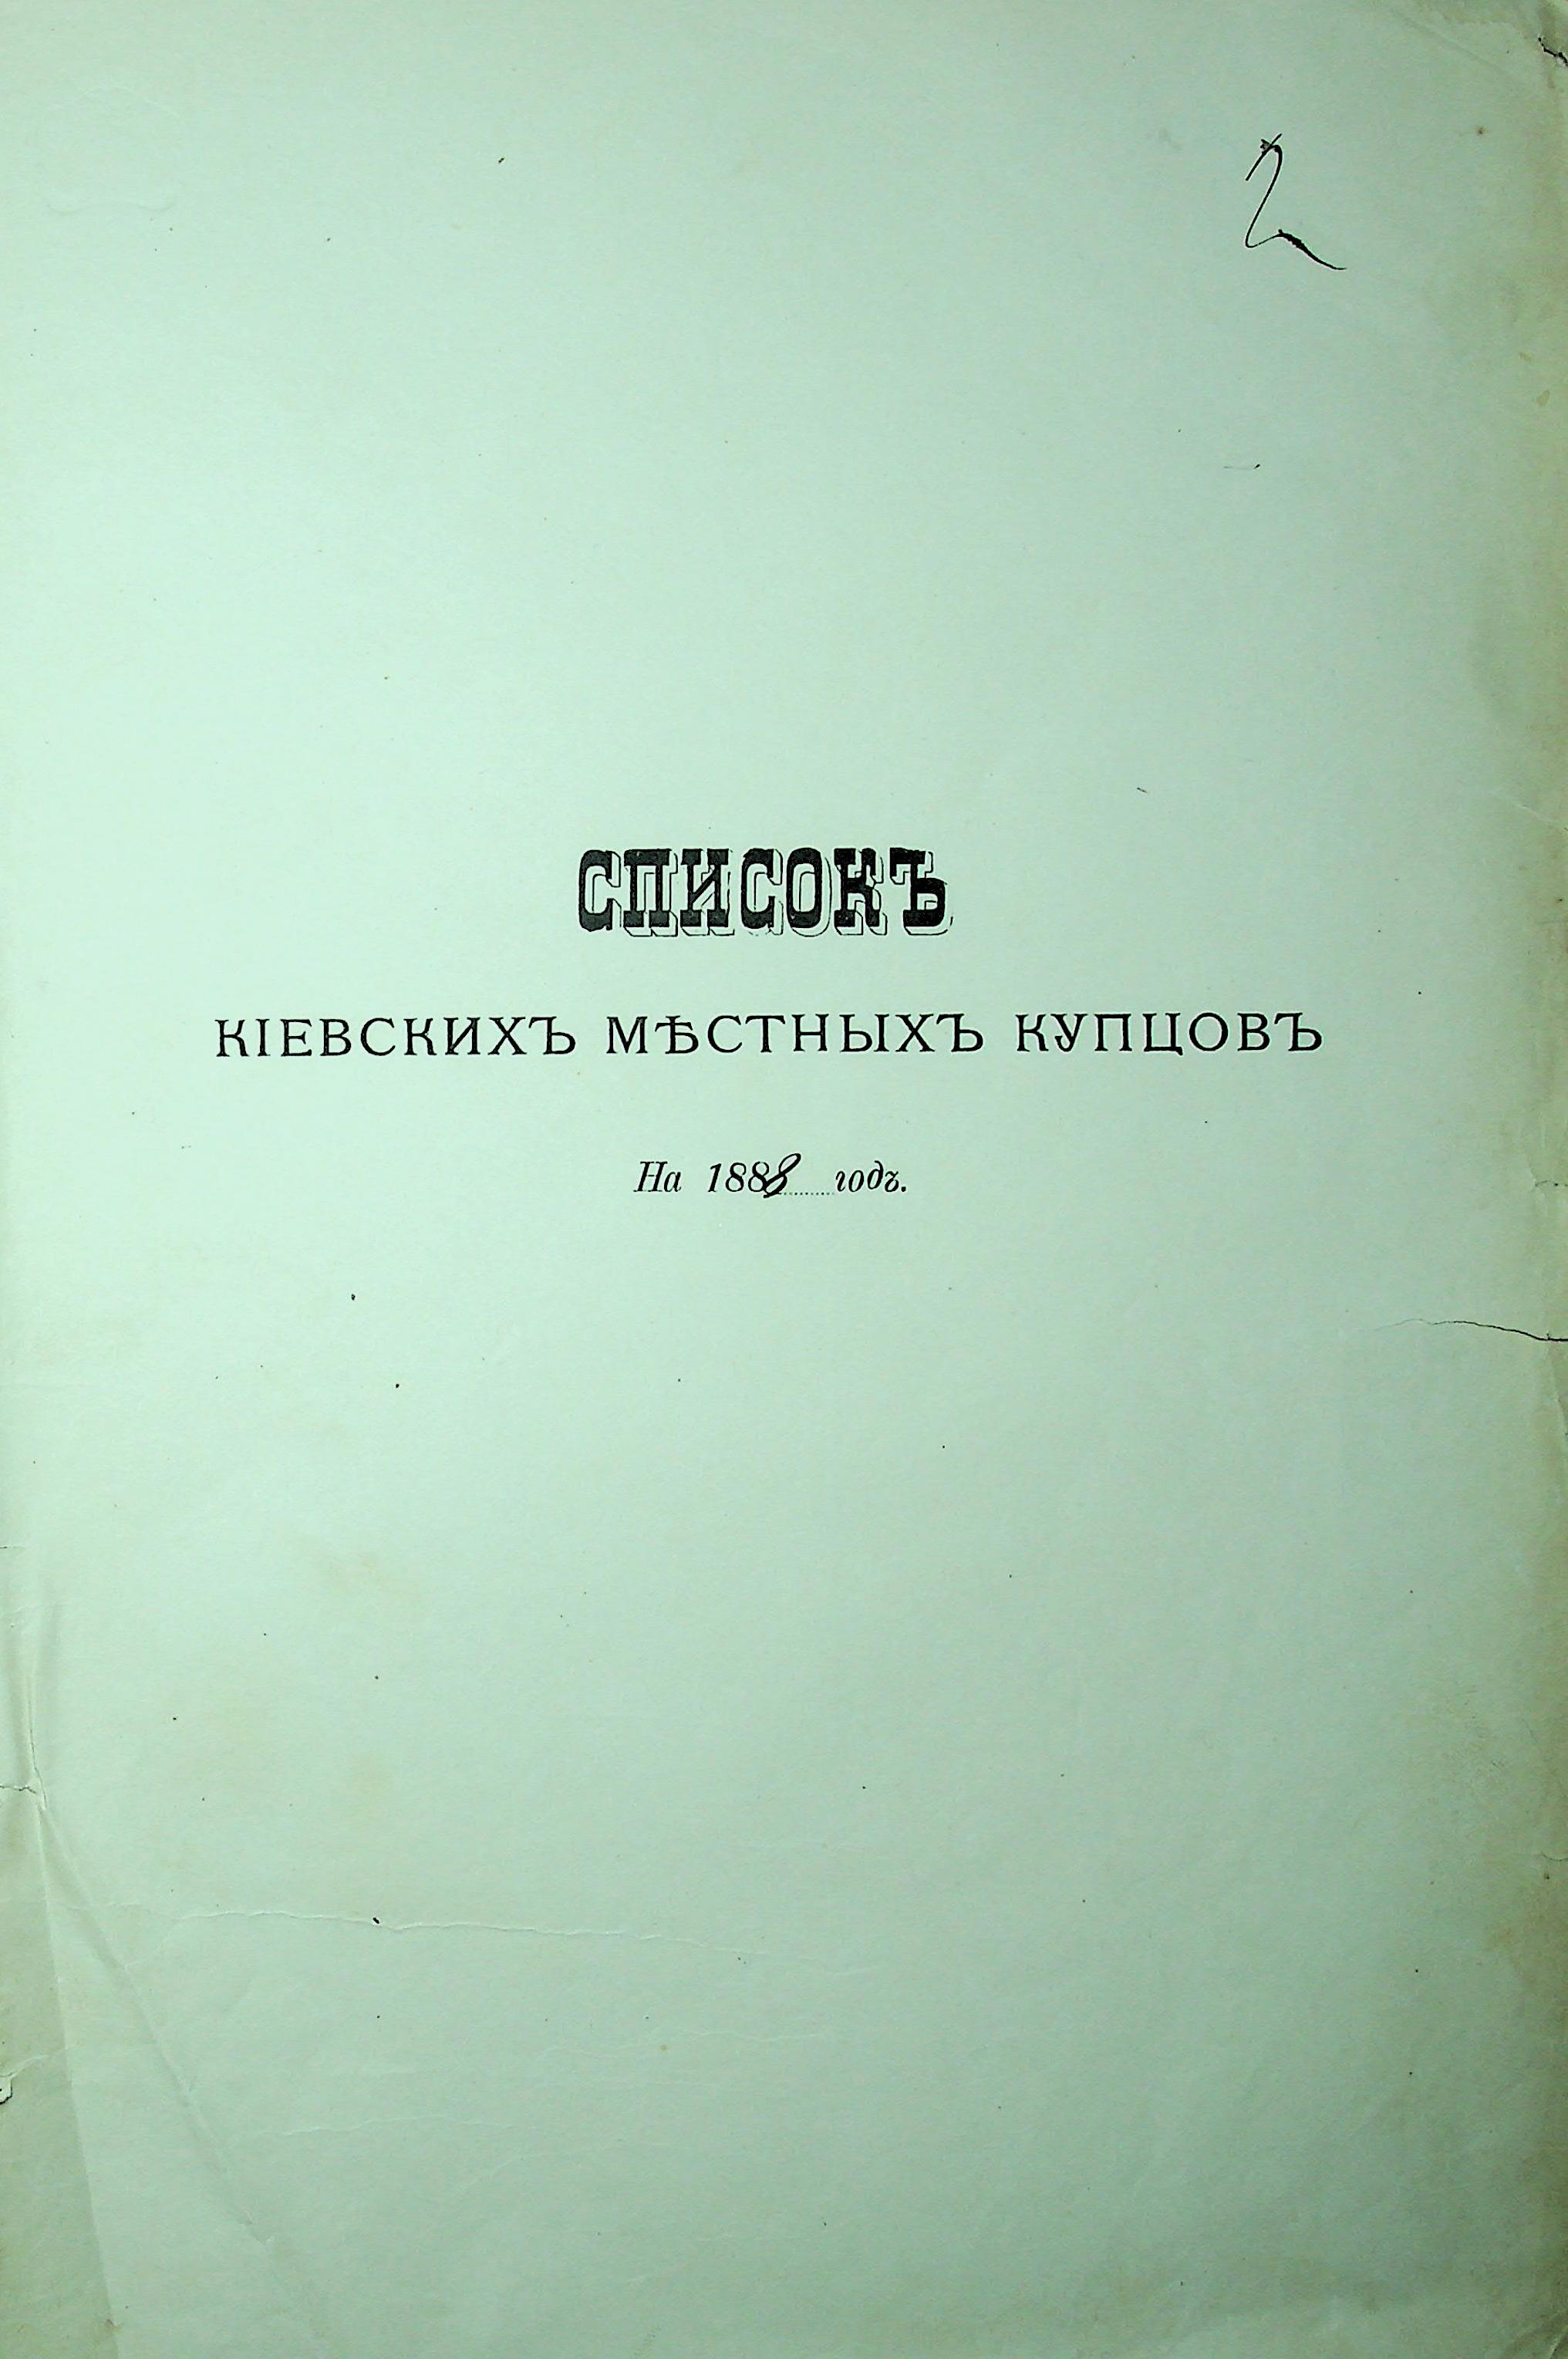 2
СПИСОКЪ
КІЕВСКИХЪ МѢСТНЫХЪ КУПЦОВЪ
На 1888 годъ.